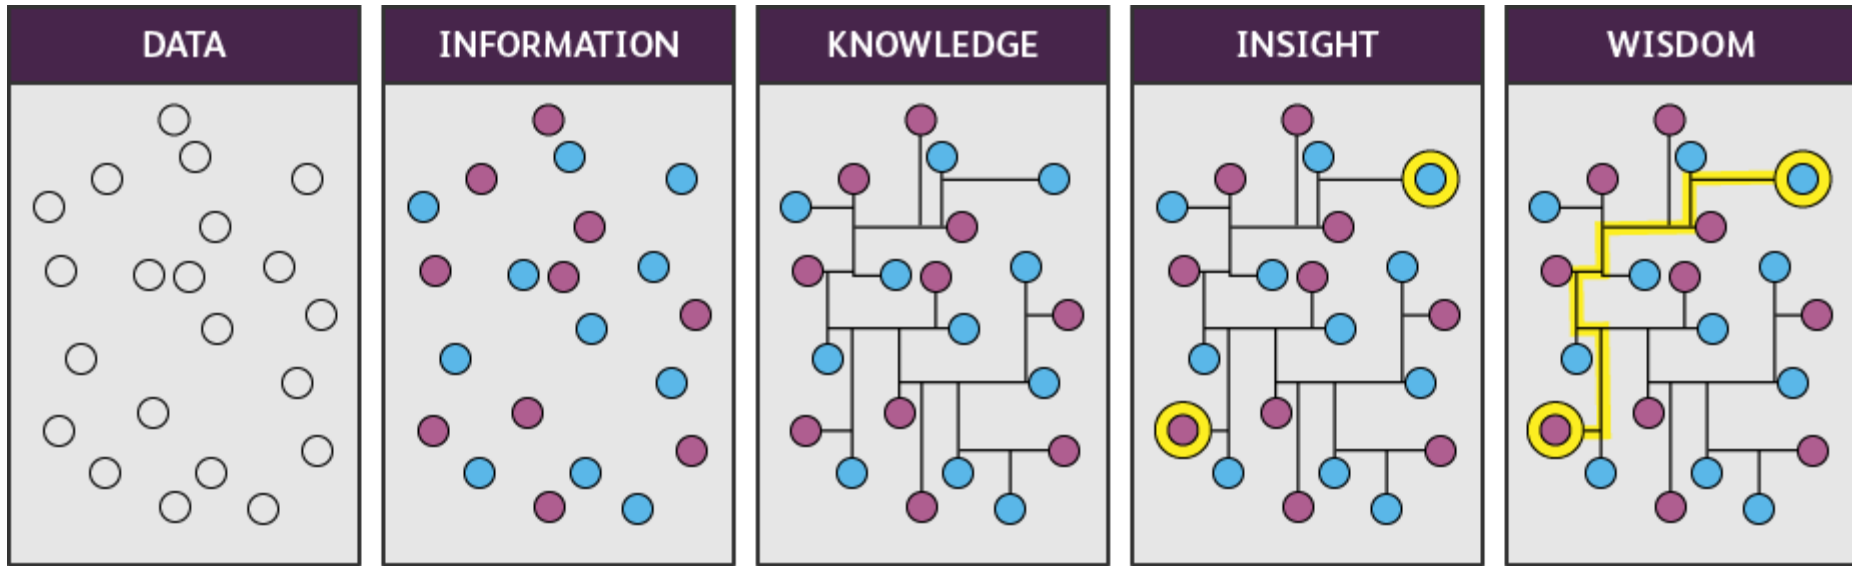 DATA
INFORMATION
KNOWLEDGE
INSIGHT
WISDOM